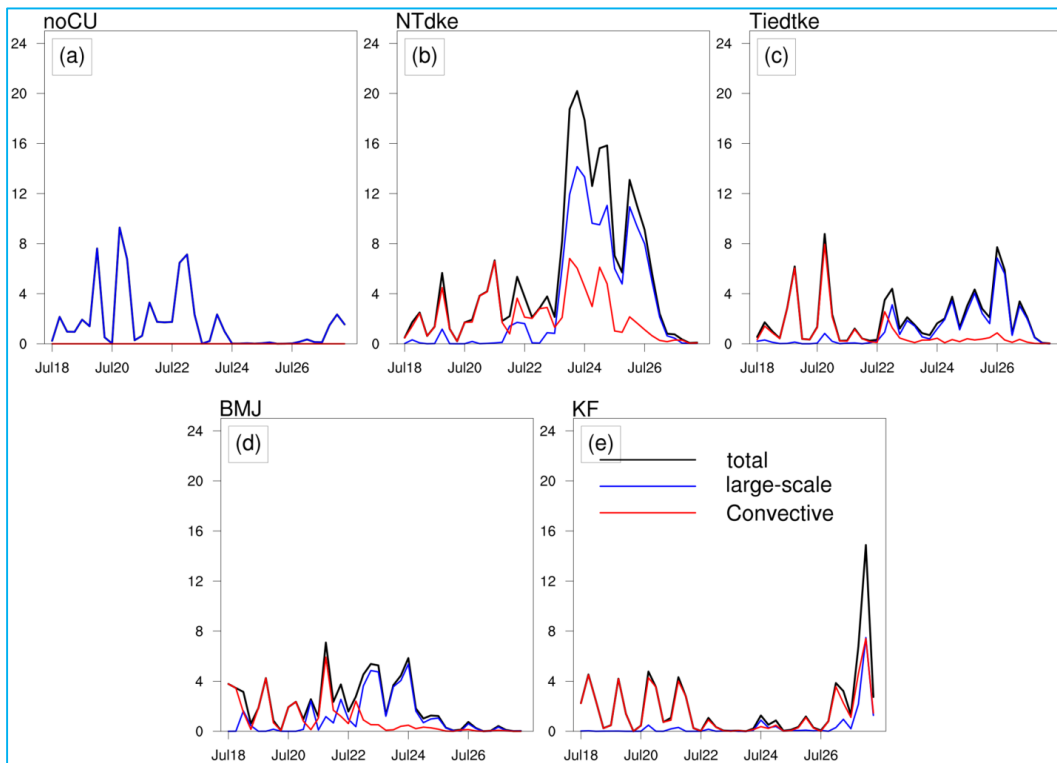 noCU
NTdke
Tiedtke
24
20
16
12
8
4
0
(a)
Jul18
Jul20
Jul22
Jul24
Jul26
24
20
16
12
8
4
0
(b)
Jul18
Jul20
Jul22
Jul24
Jul26
24
20
16
12
8
4
0
(c)
Jul18
Jul20
Jul22
Jul24
Jul26
BMJ
KF
24
20
16
12
8
4
0
(d)
Jul18
Jul20
Jul22
Jul24
Jul26
24
20
16
12
8
4
0
(e)
total
large-scale
Convective
Jul18
Jul20
Jul22
Jul24
Jul26